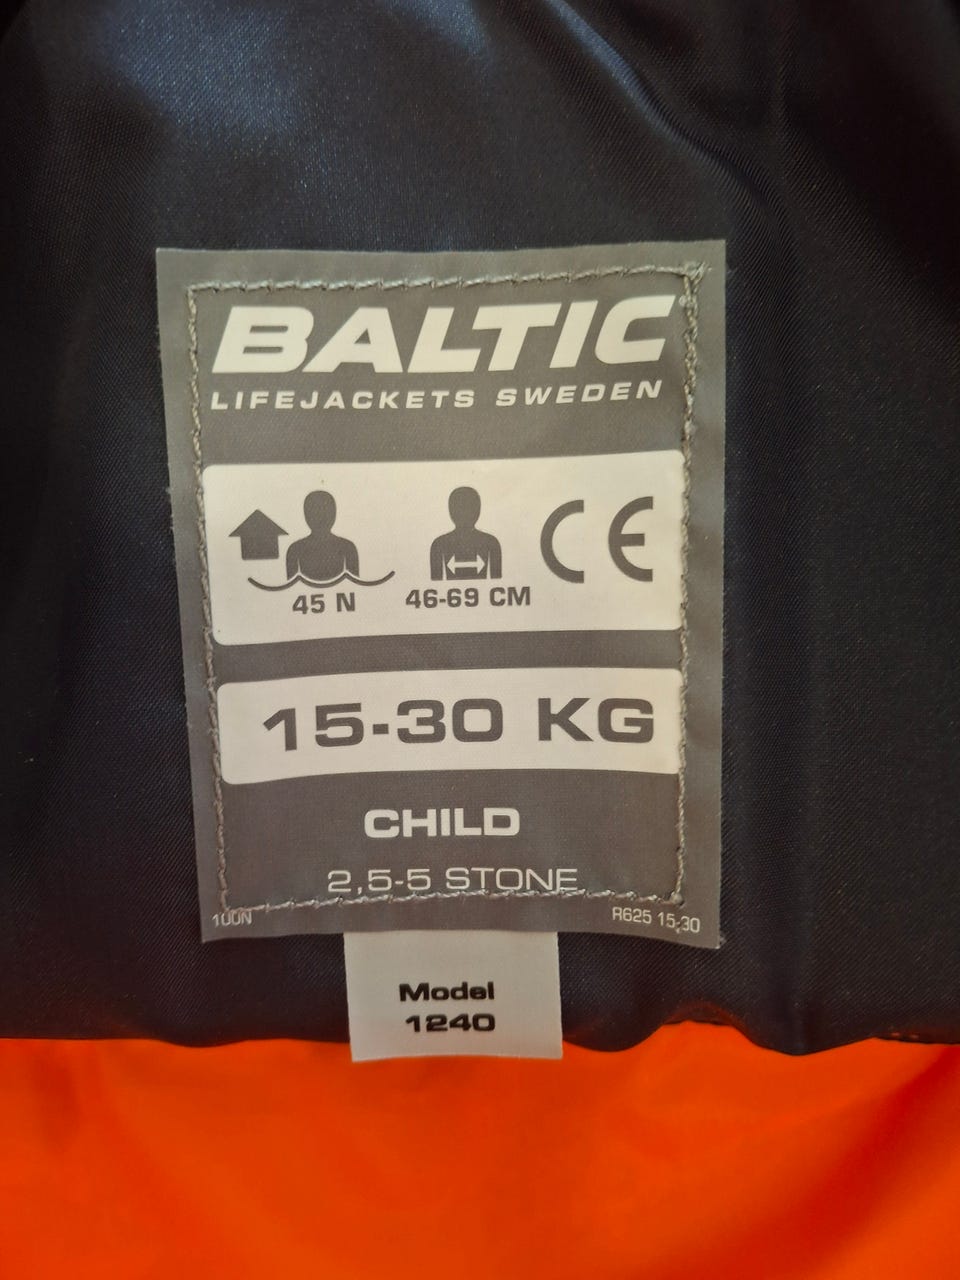 BALTIC
LIFEJACKETS SWEDEN
45 N 46-69 CM CE
15-30 KG
CHILD
2,5-5 STONE
100N R625 15-30
Model
1240